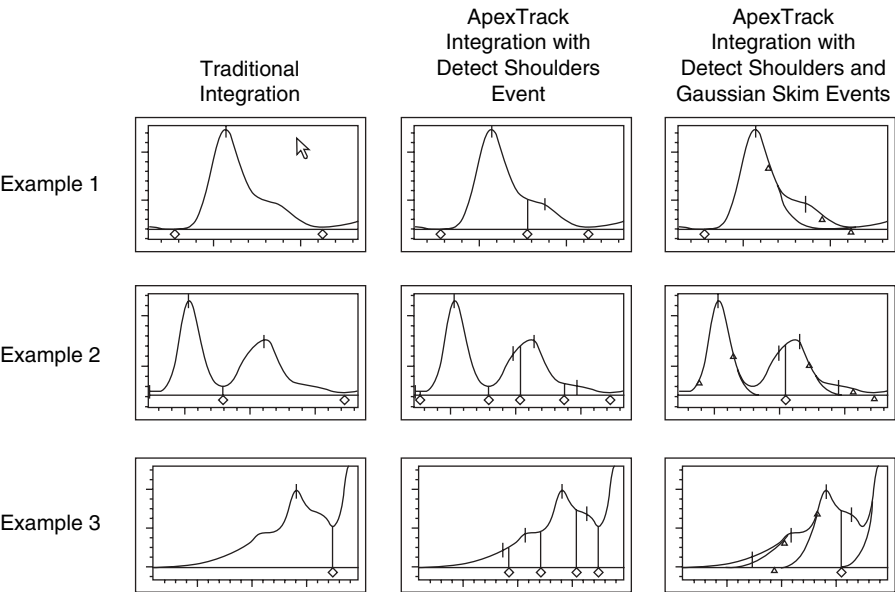 Traditional
Integration
ApexTrack
Integration with
Detect Shoulders
Event
ApexTrack
Integration with
Detect Shoulders and
Gaussian Skim Events
Example 1
Example 2
Example 3